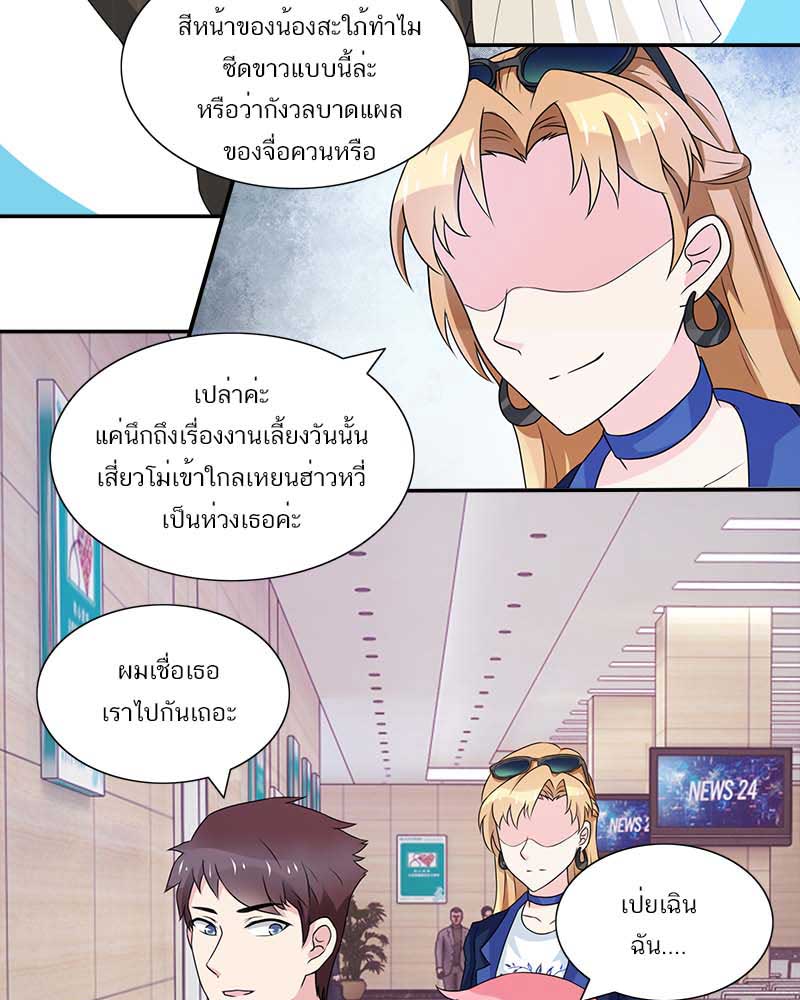 สีหน้าของน้องสะใภ้ทำไม
ซีดขาวแบบนี้ล่ะ
หรือว่ากังวลบาดแผล
ของจื่อควนหรือ
เปล่าค่ะ
แค่นึกถึงเรื่องงานเลี้ยงวันนั้น
เสี่ยวโม่เข้าใกลเหยนฮ่าวหวี่
เป็นห่วงเธอค่ะ
ผมเชื่อเธอ
เราไปกันเถอะ
NEWS 24
NEWS 2
เป่ยเฉิน
ฉัน....